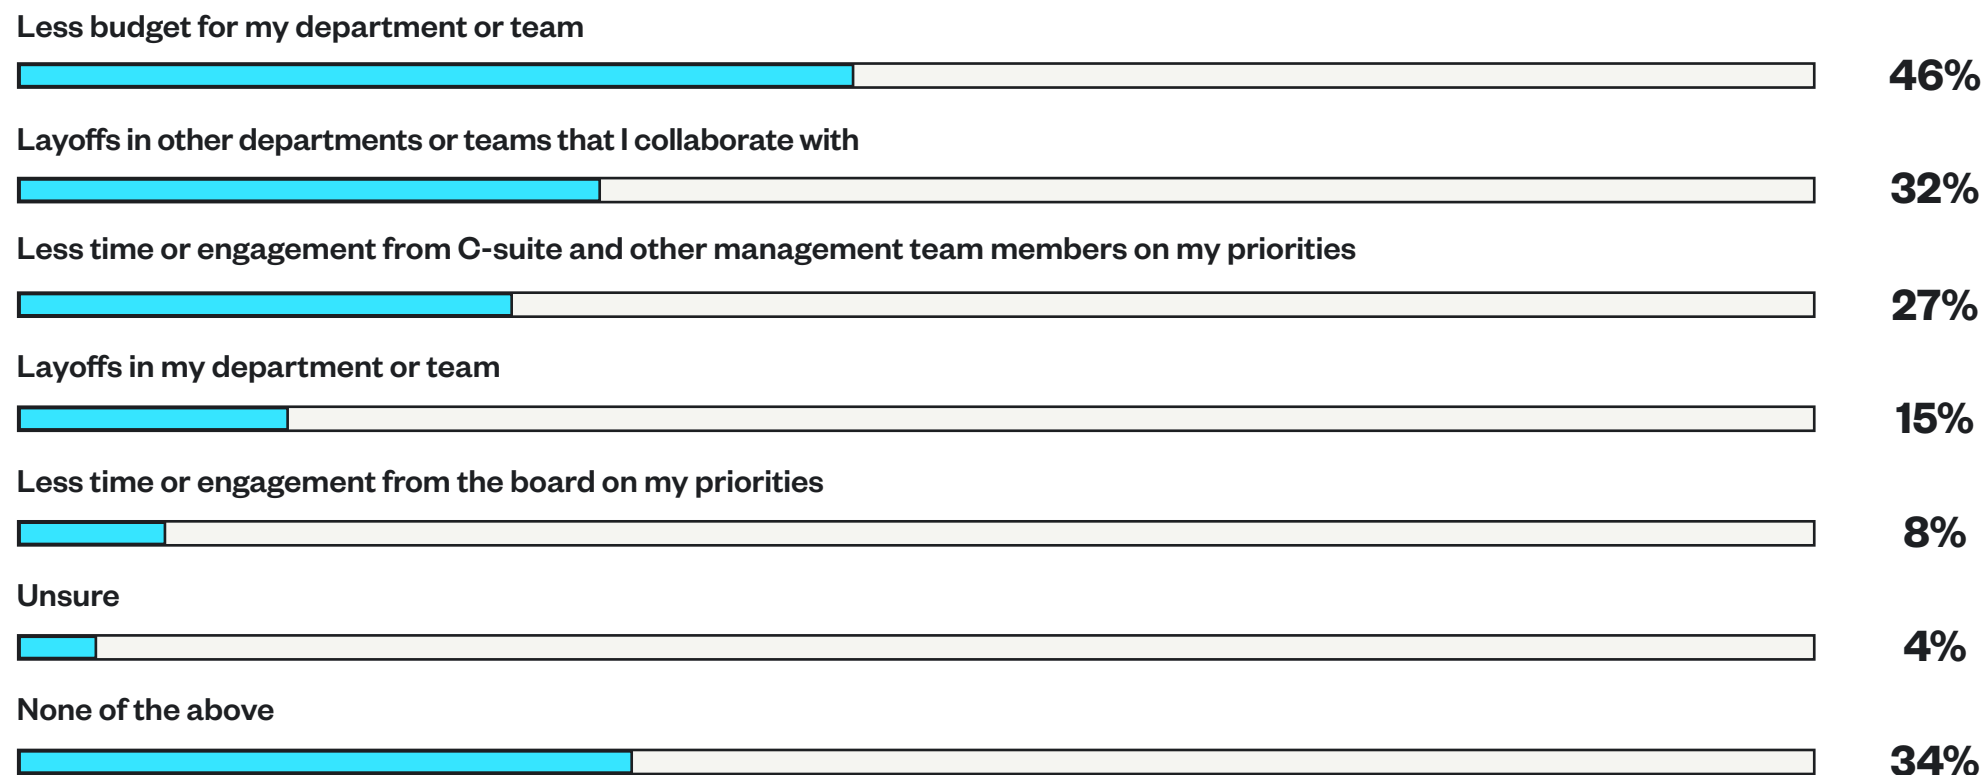 Less budget for my department or team
46%
Layoffs in other departments or teams that I collaborate with
32%
Less time or engagement from C-suite and other management team members on my priorities
27%
Layoffs in my department or team
15%
Less time or engagement from the board on my priorities
8%
Unsure
4%
None of the above
34%